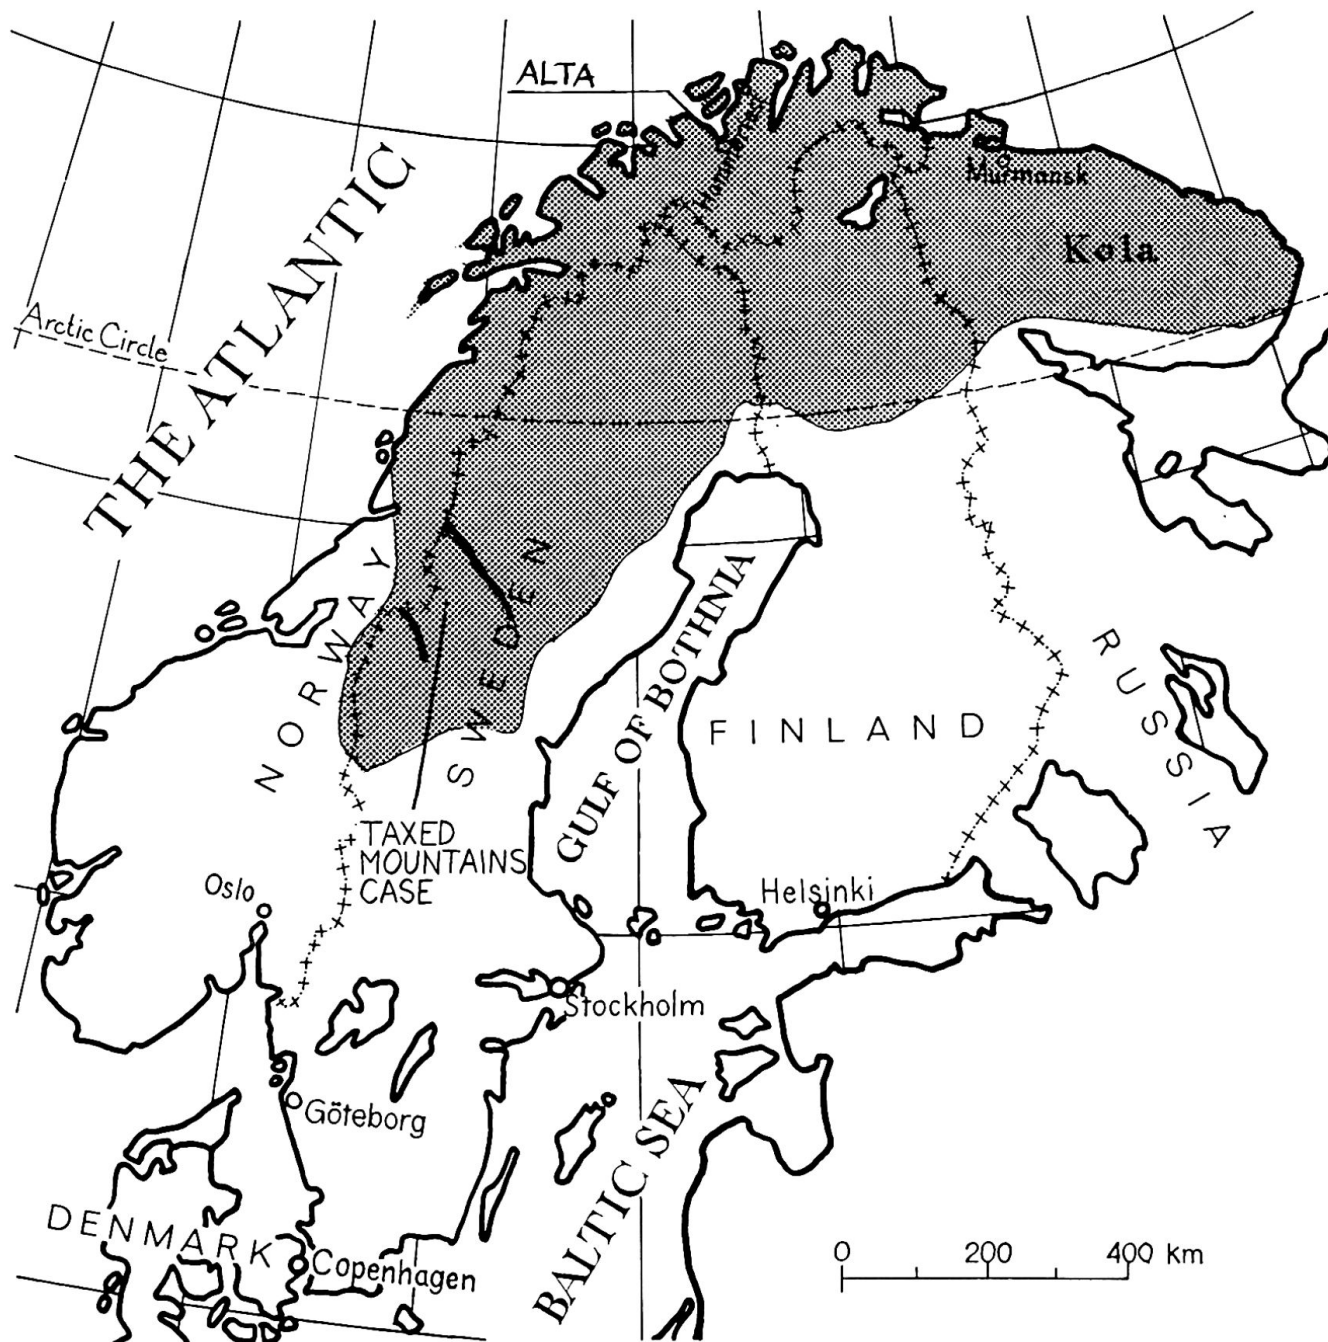 ALTA
Hammerfest
Murmansk
Kola
THE ATLANTIC
Arctic Circle
NORWAY
SWEDEN
GULF OF BOTHNIA
FINLAND
RUSSIA
TAXED
MOUNTAINS
CASE
Oslo
Helsinki
Stockholm
Göteborg
BALTIC SEA
DENMARK
Copenhagen
0 200 400 km